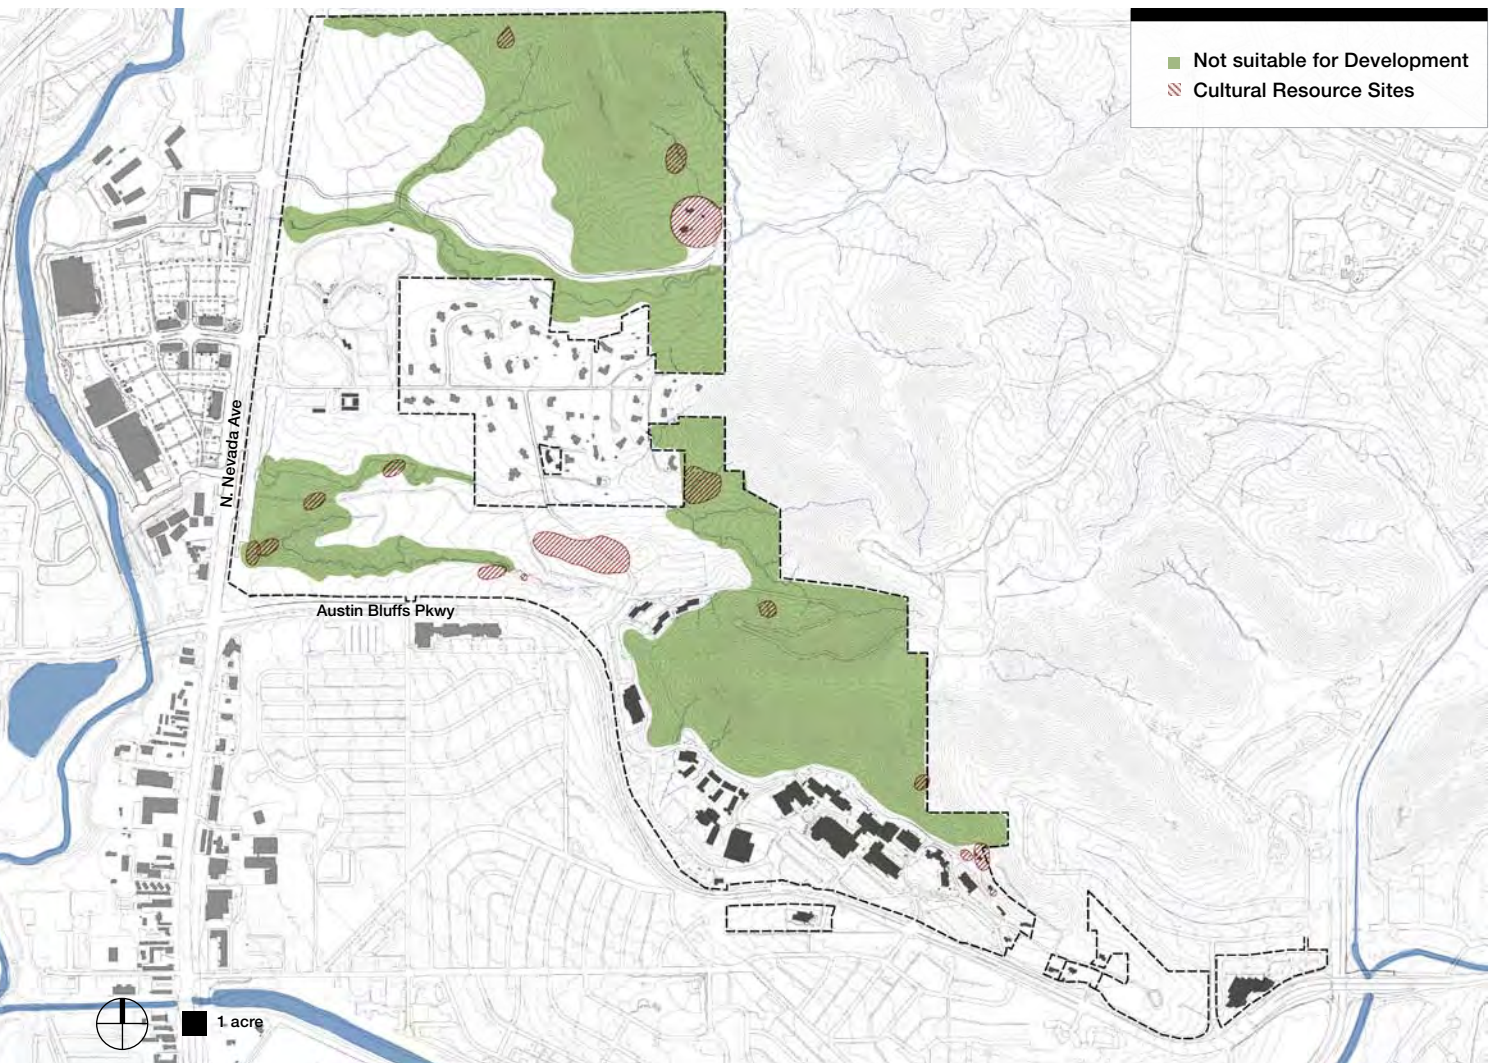 Not suitable for Development
Cultural Resource Sites
N. Nevada Ave
Austin Bluffs Pkwy
1 acre